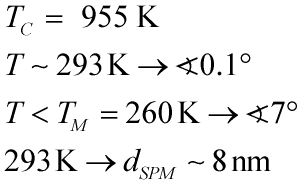 T_C = 955 K
T ~ 293 K → ∢0.1°
T < T_M = 260 K → ∢7°
293 K → d_SPM ~ 8 nm